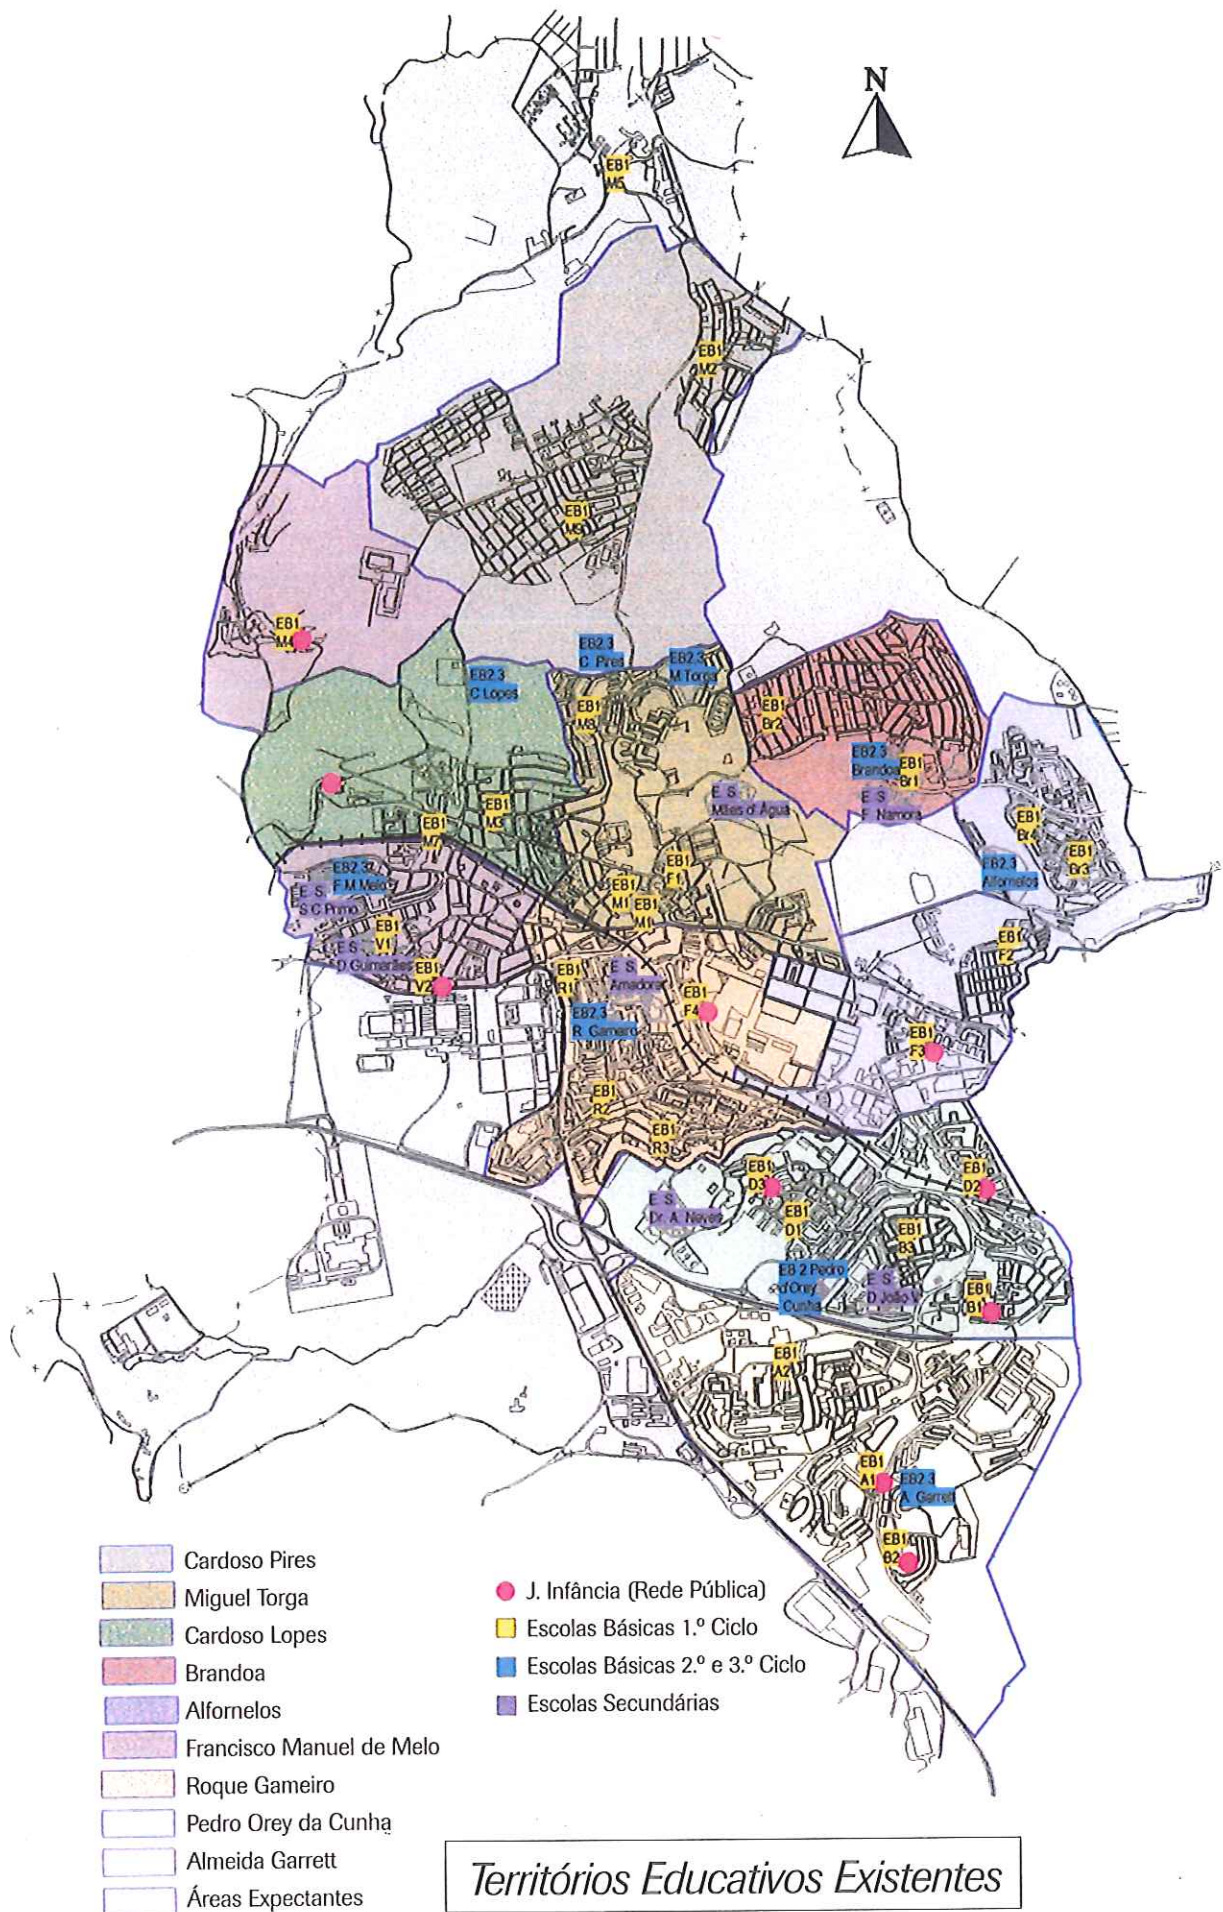 N
EB1
M5
EB1
M2
EB1
EB1
M4
EB2,3
C. Pires
EB2,3
M.Torga
EB2,3
C Lopes
EB1
EB1
Br2
EB2,3
Brandoa
EB1
Br1
E. S.
Mães d' Água
E. S.
F. Namora
EB1
M3
EB1
M7
EB1
Br4
EB1
Br3
EB2,3
Alfornelos
EB2,3
F.M.Melo
E. S.
S C Primo
EB1
F1
EB1
M1
EB1
M1
EB1
V1
E S.
D.Guimarães
EB1
V2
EB1
F2
EB1
R1
E. S.
Amadora
EB1
F4
EB2,3
R. Gameiro
EB1
F3
EB1
R2
EB1
R3
EB1
D3
EB1
D2
E. S.
Dr. A. Neves
EB1
D1
EB1
B3
EB 2 Pedro
d'Orey
Cunha
E S
D.João V
EB1
B1
EB1
A2
EB1
A1
EB2,3
A. Garrett
EB1
B2
Cardoso Pires
Miguel Torga
Cardoso Lopes
Brandoa
Alfornelos
Francisco Manuel de Melo
Roque Gameiro
Pedro Orey da Cunha
Almeida Garrett
Áreas Expectantes
J. Infância (Rede Pública)
Escolas Básicas 1.º Ciclo
Escolas Básicas 2.º e 3.º Ciclo
Escolas Secundárias
Territórios Educativos Existentes